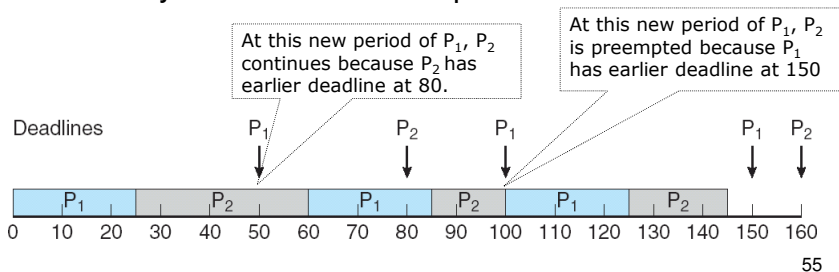 At this new period of P₁, P₂
continues because P₂ has
earlier deadline at 80.
At this new period of P₁, P₂
is preempted because P₁
has earlier deadline at 150
Deadlines P₁ P₂ P₁ P₁ P₂
P₁ P₂ P₁ P₂ P₁ P₂
0 10 20 30 40 50 60 70 80 90 100 110 120 130 140 150 160
55